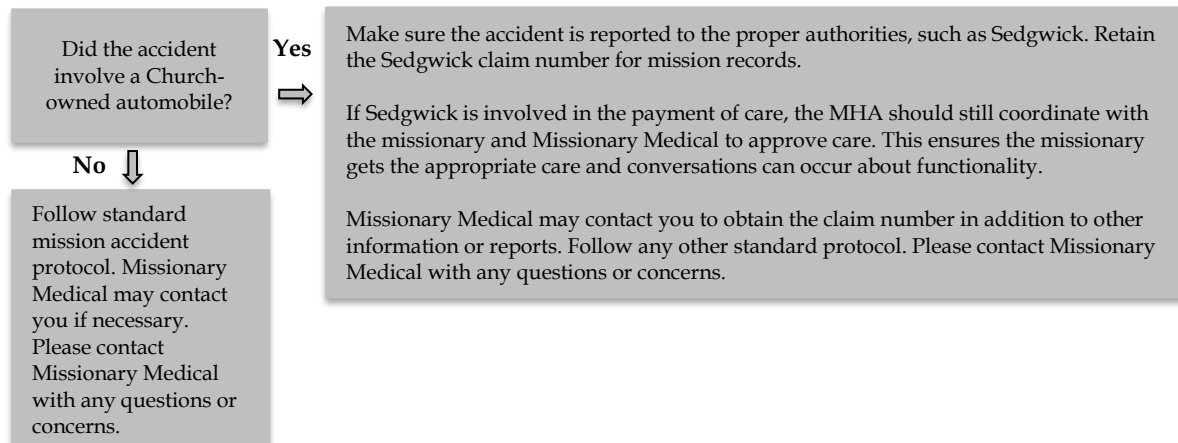 Did the accident
involve a Church-
owned automobile?
Yes
Make sure the accident is reported to the proper authorities, such as Sedgwick. Retain
the Sedgwick claim number for mission records.
If Sedgwick is involved in the payment of care, the MHA should still coordinate with
the missionary and Missionary Medical to approve care. This ensures the missionary
gets the appropriate care and conversations can occur about functionality.
Missionary Medical may contact you to obtain the claim number in addition to other
information or reports. Follow any other standard protocol. Please contact Missionary
Medical with any questions or concerns.
No
Follow standard
mission accident
protocol. Missionary
Medical may contact
you if necessary.
Please contact
Missionary Medical
with any questions or
concerns.